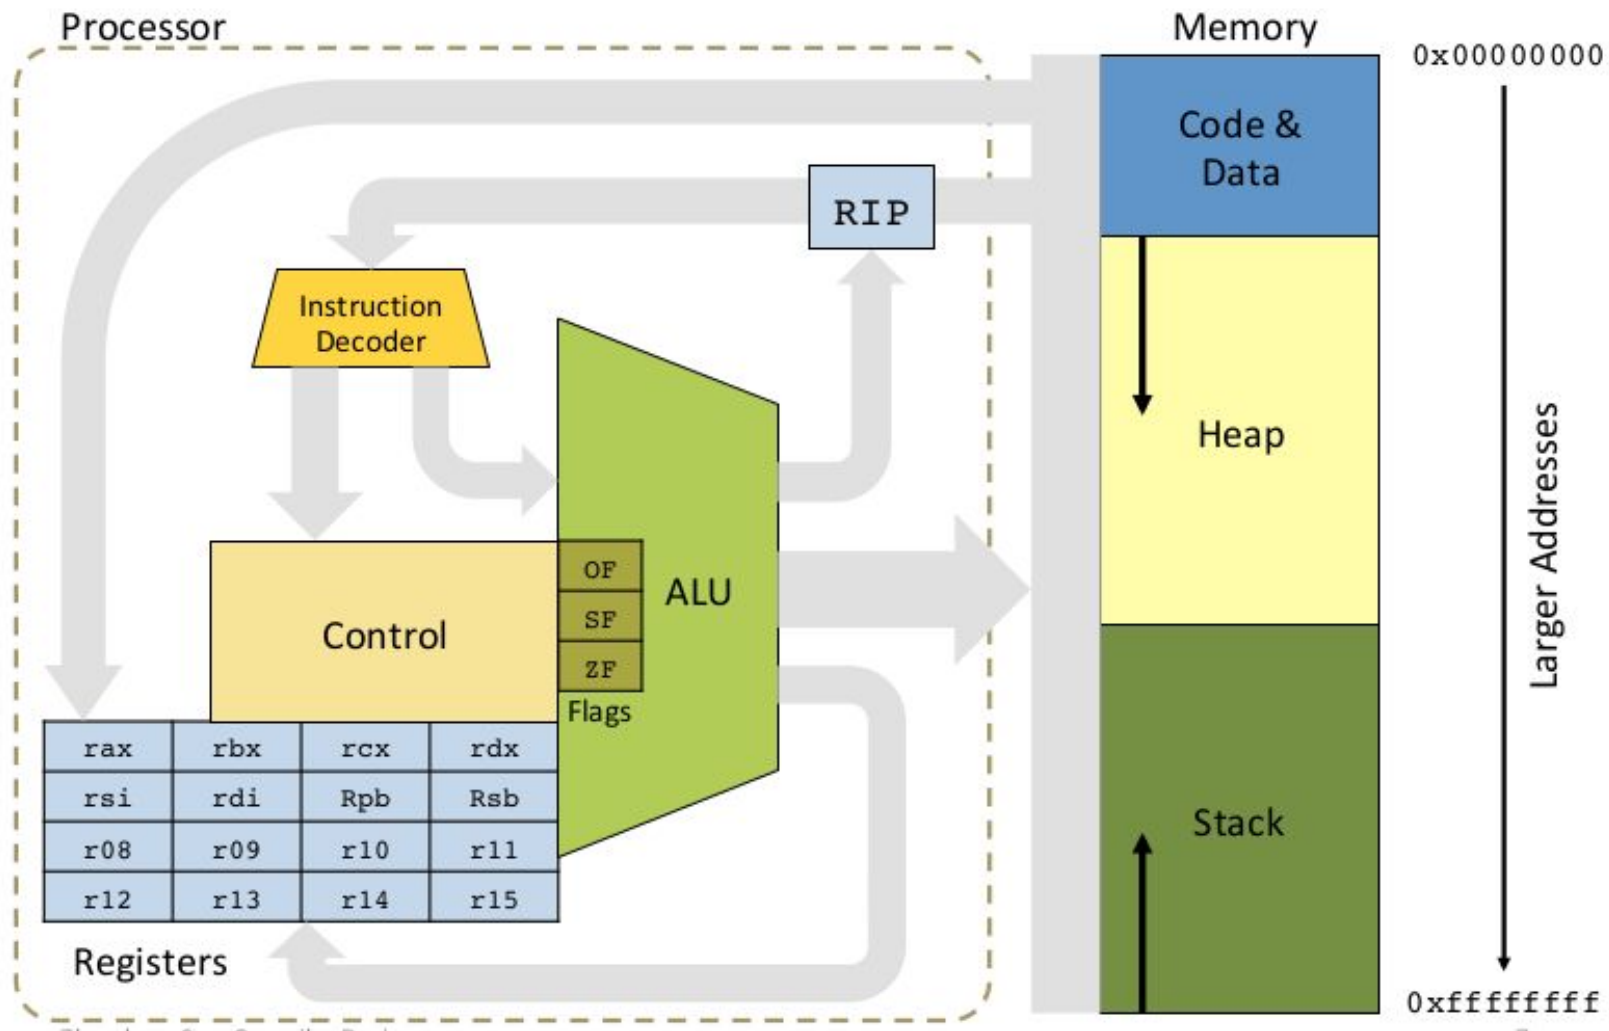 Processor
Memory
0x00000000
Code &
Data
RIP
Instruction
Decoder
Heap
Larger Addresses
OF
SF
ZF
Flags
ALU
Control
Stack
rax rbx rcx rdx
rsi rdi Rpb Rsb
r08 r09 r10 r11
r12 r13 r14 r15
Registers
0xffffffff